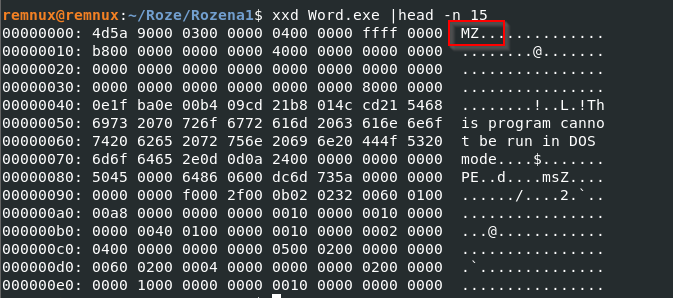 remnux@remnux:~/Roze/Rozena1$ xxd Word.exe |head -n 15
00000000: 4d5a 9000 0300 0000 0400 0000 ffff 0000  MZ..............
00000010: b800 0000 0000 0000 4000 0000 0000 0000  ........@.......
00000020: 0000 0000 0000 0000 0000 0000 0000 0000  ................
00000030: 0000 0000 0000 0000 0000 0000 8000 0000  ................
00000040: 0e1f ba0e 00b4 09cd 21b8 014c cd21 5468  ........!..L.!Th
00000050: 6973 2070 726f 6772 616d 2063 616e 6e6f  is program canno
00000060: 7420 6265 2072 756e 2069 6e20 444f 5320  t be run in DOS
00000070: 6d6f 6465 2e0d 0d0a 2400 0000 0000 0000  mode....$.......
00000080: 5045 0000 6486 0600 dc6d 735a 0000 0000  PE..d....msZ....
00000090: 0000 0000 f000 2f00 0b02 0232 0060 0100  ....../....2.`..
000000a0: 00a8 0000 0000 0000 0010 0000 0010 0000  ................
000000b0: 0000 0040 0100 0000 0010 0000 0002 0000  ...@............
000000c0: 0400 0000 0000 0000 0500 0200 0000 0000  ................
000000d0: 0060 0200 0004 0000 0000 0000 0200 0000  .`..............
000000e0: 0000 1000 0000 0000 0010 0000 0000 0000  ................